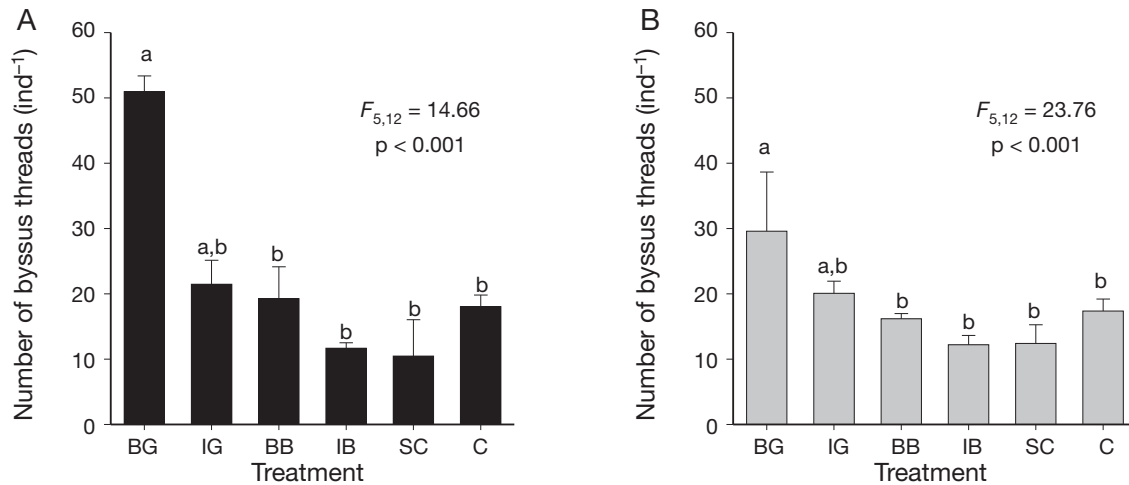 A
Number of byssus threads (ind⁻¹)
60
50
40
30
20
10
0
a
a,b
b
b
b
b
F5,12 = 14.66
p < 0.001
BG IG BB IB SC C
Treatment
B
Number of byssus threads (ind⁻¹)
60
50
40
30
20
10
0
a
a,b
b
b
b
b
F5,12 = 23.76
p < 0.001
BG IG BB IB SC C
Treatment